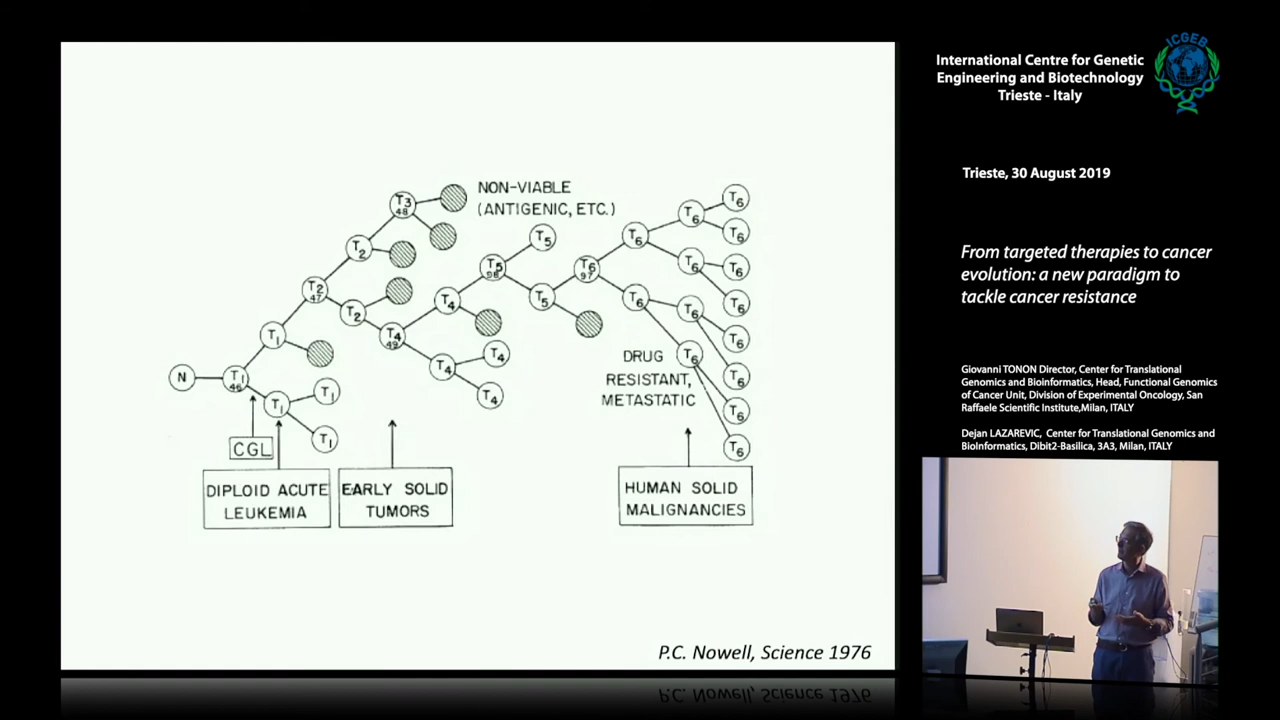 NON-VIABLE
(ANTIGENIC, ETC.)
T3
48
T2
T2
47
T2
T1
N
T1
46
T1
T1
T1
T4
49
T4
T4
T4
T4
T5
98
T5
T5
T6
97
T6
T6
T6
T6
T6
T6
T6
T6
T6
T6
T6
T6
T6
T6
DRUG
RESISTANT,
METASTATIC
CGL
DIPLOID ACUTE
LEUKEMIA
EARLY SOLID
TUMORS
HUMAN SOLID
MALIGNANCIES
P.C. Nowell, Science 1976
ICGEB
International Centre for Genetic
Engineering and Biotechnology
Trieste - Italy
Trieste, 30 August 2019
From targeted therapies to cancer
evolution: a new paradigm to
tackle cancer resistance
Giovanni TONON Director, Center for Translational
Genomics and Bioinformatics, Head, Functional Genomics
of Cancer Unit, Division of Experimental Oncology, San
Raffaele Scientific Institute,Milan, ITALY
Dejan LAZAREVIC, Center for Translational Genomics and
BioInformatics, Dibit2-Basilica, 3A3, Milan, ITALY